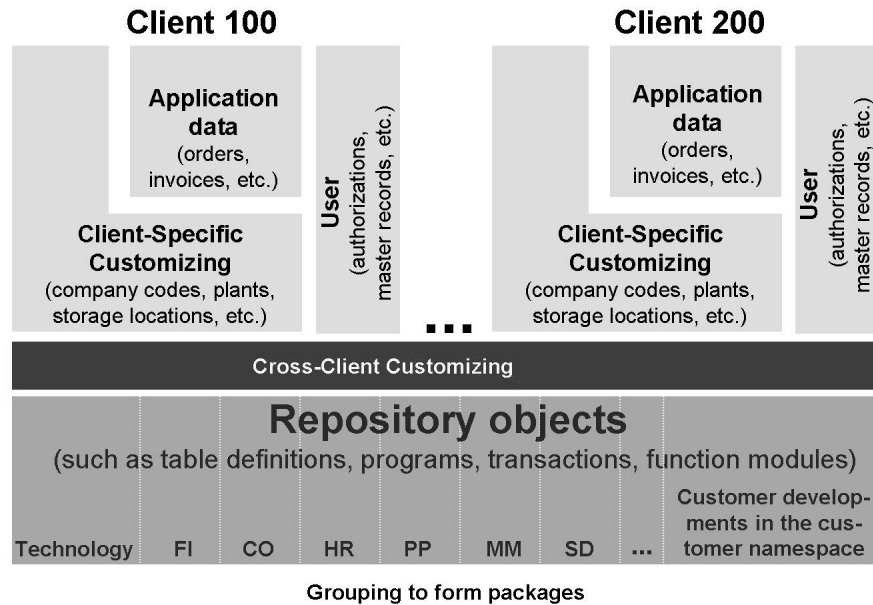 Client 100
Application
data
(orders,
invoices, etc.)
User
(authorizations,
master records, etc.)
Client-Specific
Customizing
(company codes, plants,
storage locations, etc.)
...
Client 200
Application
data
(orders,
invoices, etc.)
User
(authorizations,
master records, etc.)
Client-Specific
Customizing
(company codes, plants,
storage locations, etc.)
Cross-Client Customizing
Repository objects
(such as table definitions, programs, transactions, function modules)
Technology
FI
CO
HR
PP
MM
SD
...
Customer develop-
ments in the cus-
tomer namespace
Grouping to form packages